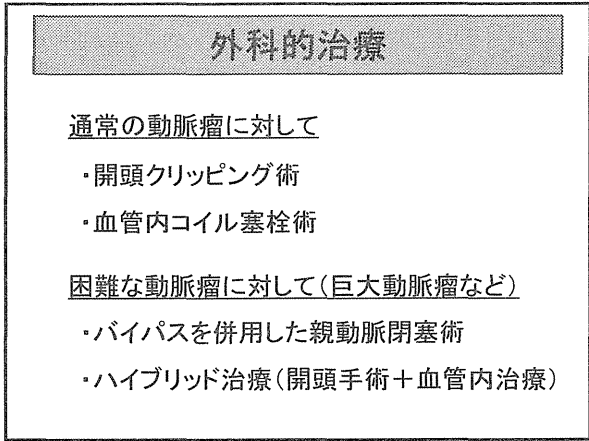 外科的治療
通常の動脈瘤に対して
・開頭クリッピング術
・血管内コイル塞栓術
困難な動脈瘤に対して(巨大動脈瘤など)
・バイパスを併用した親動脈閉塞術
・ハイブリッド治療(開頭手術+血管内治療)